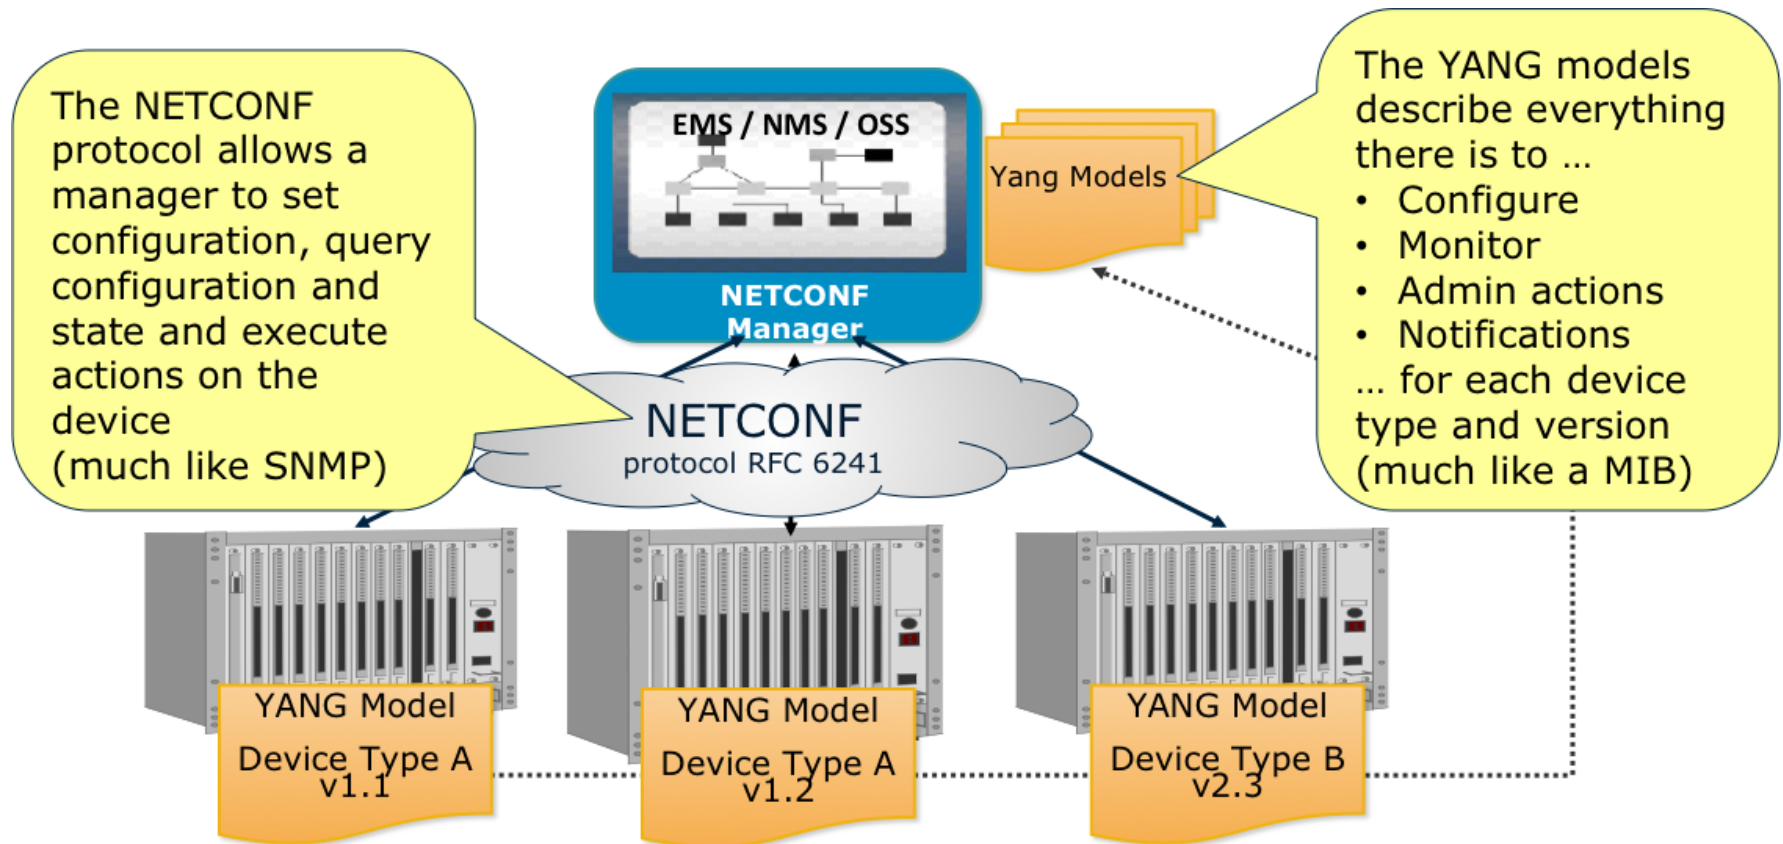 The NETCONF
protocol allows a
manager to set
configuration, query
configuration and
state and execute
actions on the
device
(much like SNMP)
EMS / NMS / OSS
NETCONF
Manager
Yang Models
The YANG models
describe everything
there is to ...
• Configure
• Monitor
• Admin actions
• Notifications
... for each device
type and version
(much like a MIB)
NETCONF
protocol RFC 6241
YANG Model
Device Type A
v1.1
YANG Model
Device Type A
v1.2
YANG Model
Device Type B
v2.3